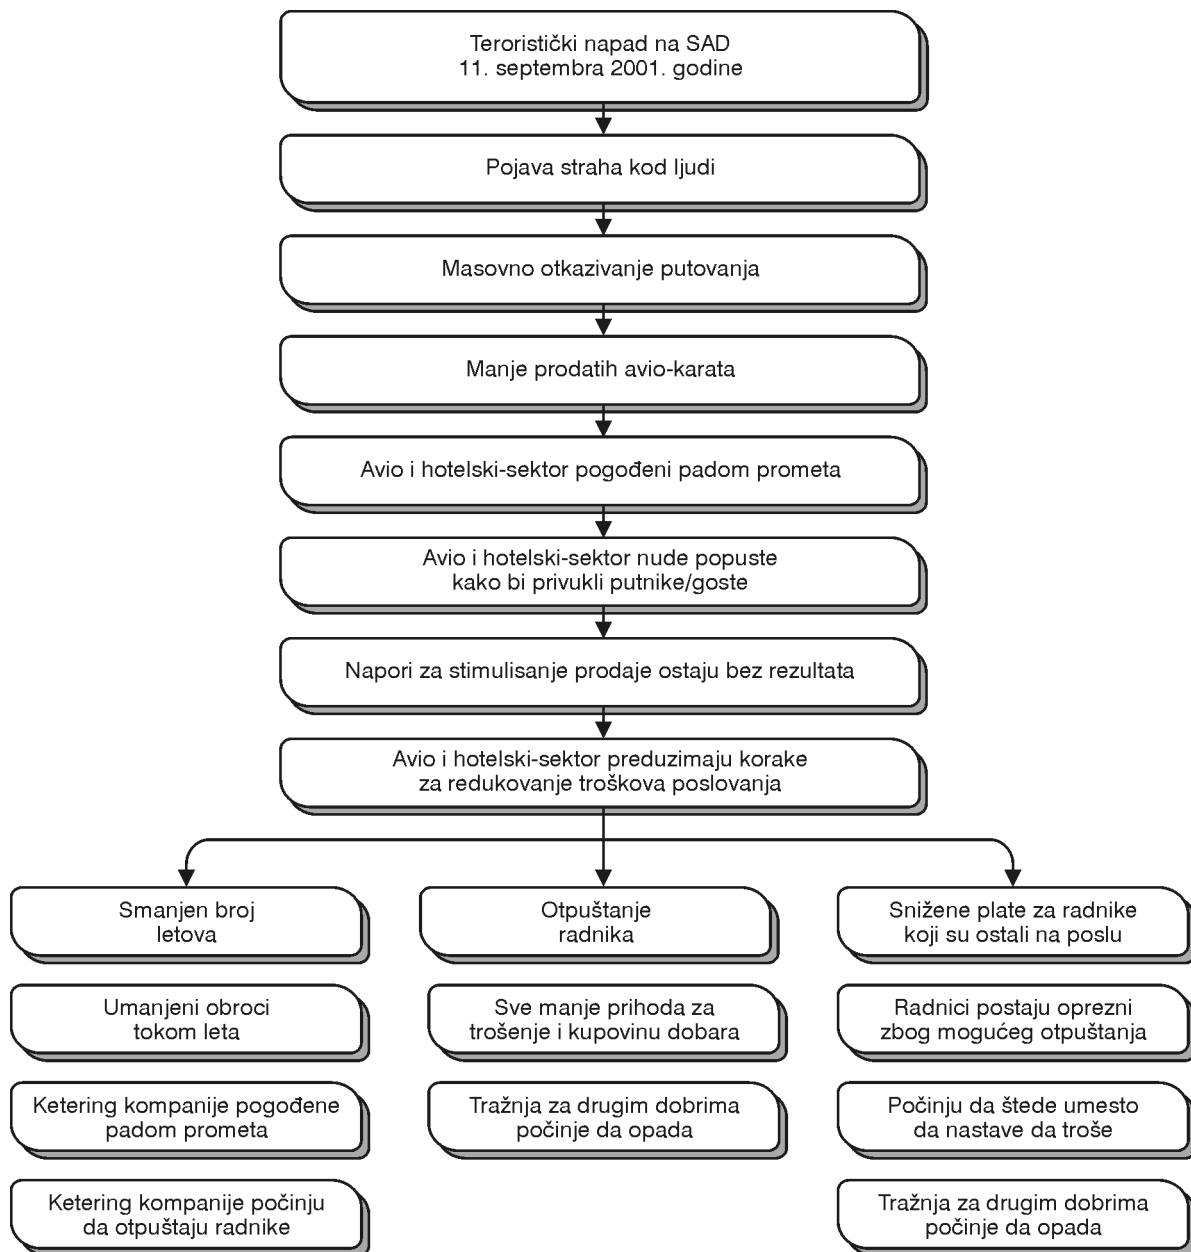 Teroristički napad na SAD
11. septembra 2001. godine
Pojava straha kod ljudi
Masovno otkazivanje putovanja
Manje prodatih avio-karata
Avio i hotelski-sektor pogođeni padom prometa
Avio i hotelski-sektor nude popuste
kako bi privukli putnike/goste
Napori za stimulisanje prodaje ostaju bez rezultata
Avio i hotelski-sektor preduzimaju korake
za redukovanje troškova poslovanja
Smanjen broj
letova
Umanjeni obroci
tokom leta
Ketering kompanije pogođene
padom prometa
Ketering kompanije počinju
da otpuštaju radnike
Otpuštanje
radnika
Sve manje prihoda za
trošenje i kupovinu dobara
Tražnja za drugim dobrima
počinje da opada
Snižene plate za radnike
koji su ostali na poslu
Radnici postaju oprezni
zbog mogućeg otpuštanja
Počinju da štede umesto
da nastave da troše
Tražnja za drugim dobrima
počinje da opada